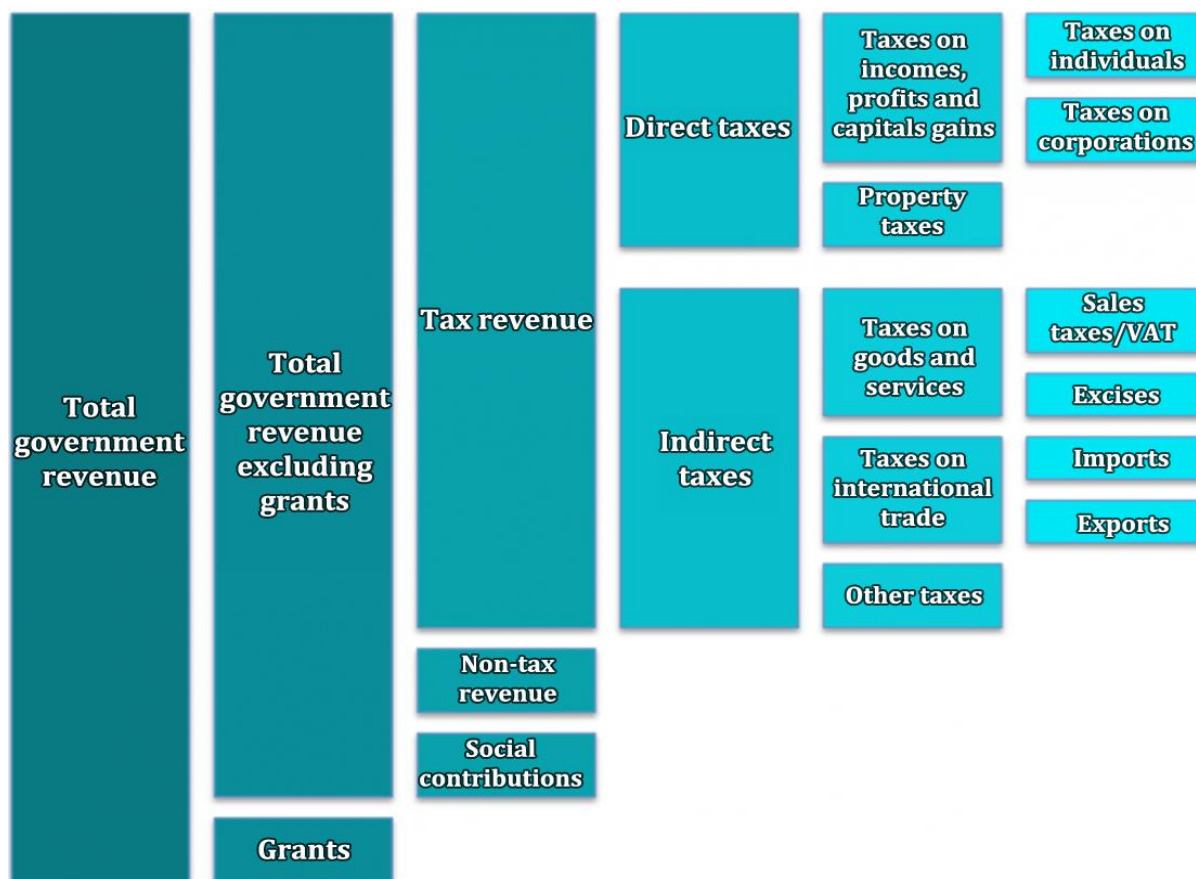 Total
government
revenue
Total
government
revenue
excluding
grants
Grants
Tax revenue
Non-tax
revenue
Social
contributions
Direct taxes
Indirect
taxes
Taxes on
incomes,
profits and
capitals gains
Property
taxes
Taxes on
goods and
services
Taxes on
international
trade
Other taxes
Taxes on
individuals
Taxes on
corporations
Sales
taxes/VAT
Excises
Imports
Exports